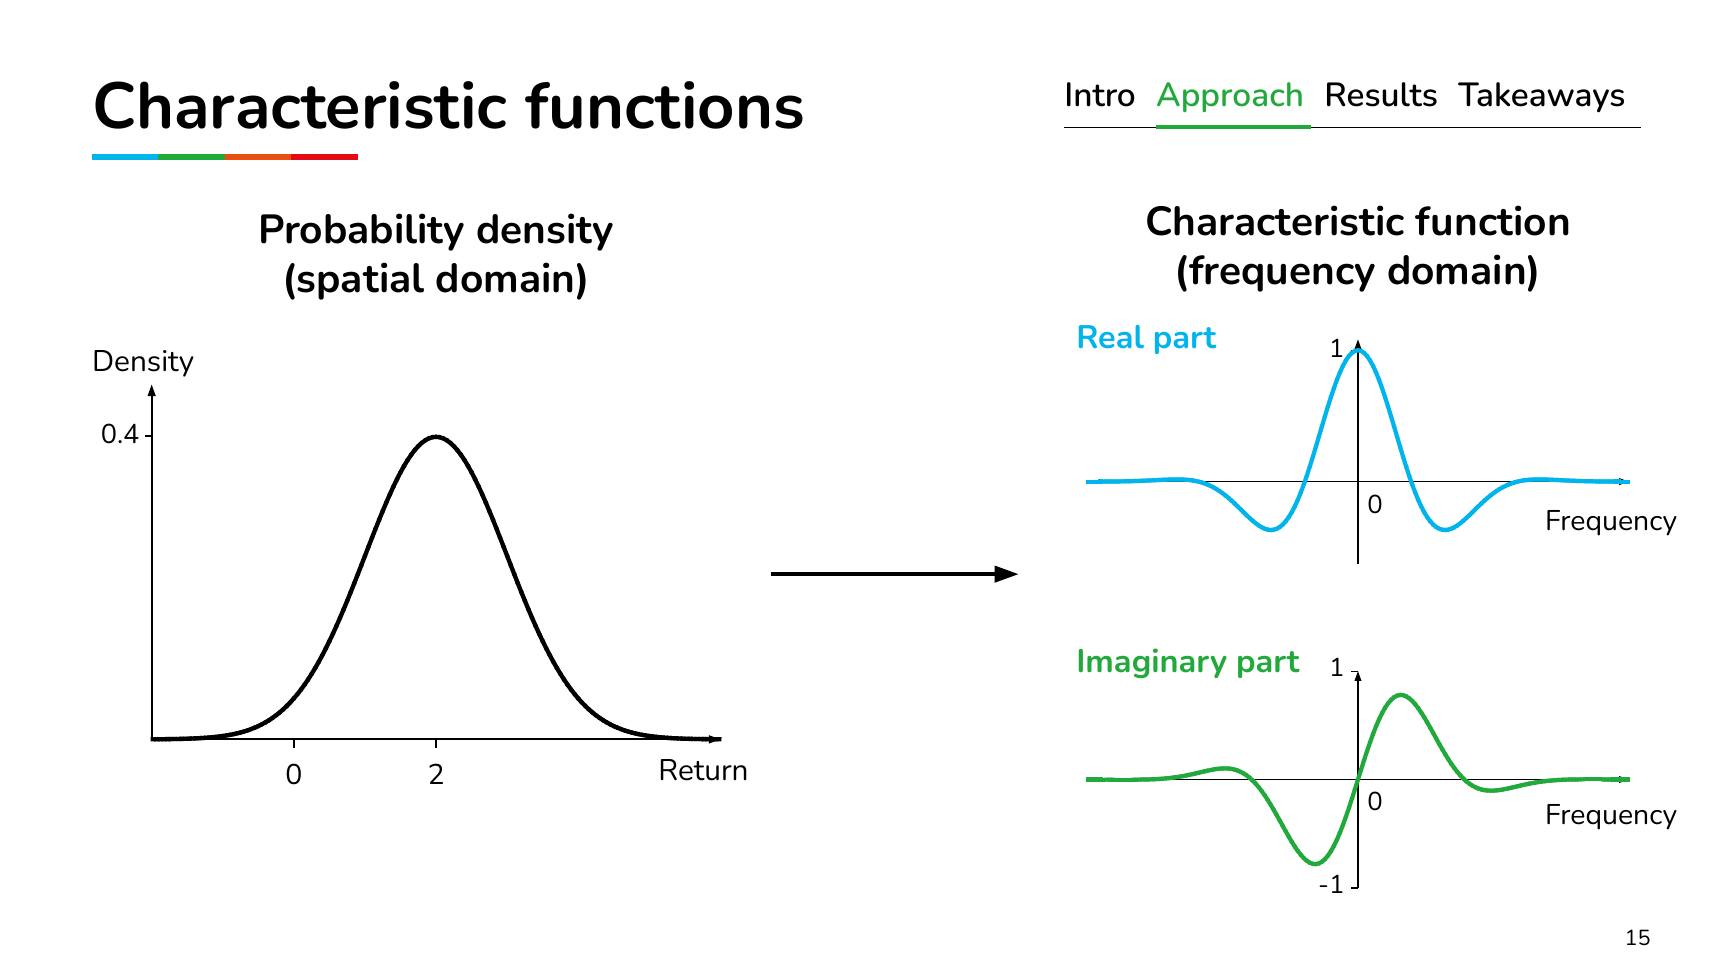 Characteristic functions
Intro Approach Results Takeaways
Probability density
(spatial domain)
Density
0.4
0
2
Return
Characteristic function
(frequency domain)
Real part
1
0
Frequency
Imaginary part
1
0
Frequency
-1
15